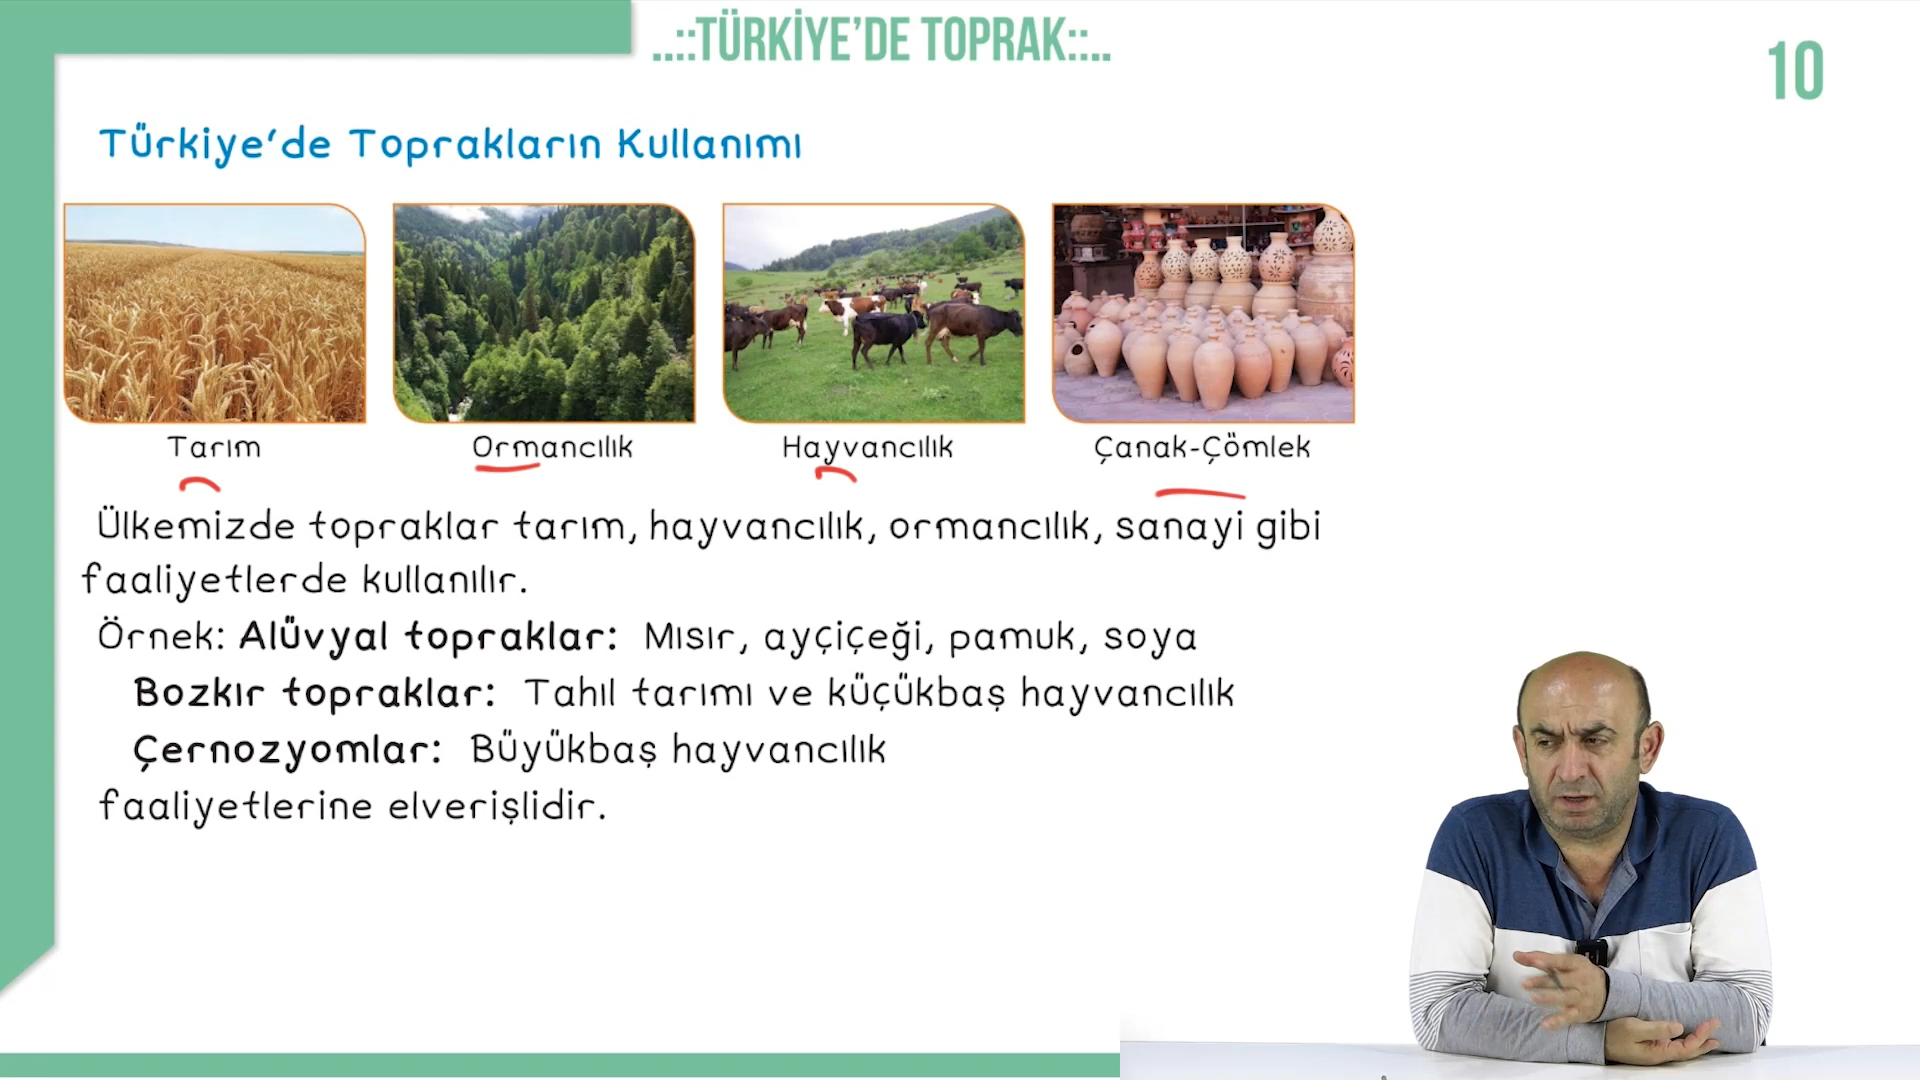 ..::TÜRKİYE'DE TOPRAK::..
10
Türkiye'de Toprakların Kullanımı
Tarım
Ormancılık
Hayvancılık
Çanak-Çömlek
Ülkemizde topraklar tarım, hayvancılık, ormancılık, sanayi gibi
faaliyetlerde kullanılır.
Örnek: Alüvyal topraklar: Mısır, ayçiçeği, pamuk, soya
Bozkır topraklar: Tahıl tarımı ve küçükbaş hayvancılık
Çernozyomlar: Büyükbaş hayvancılık
faaliyetlerine elverişlidir.